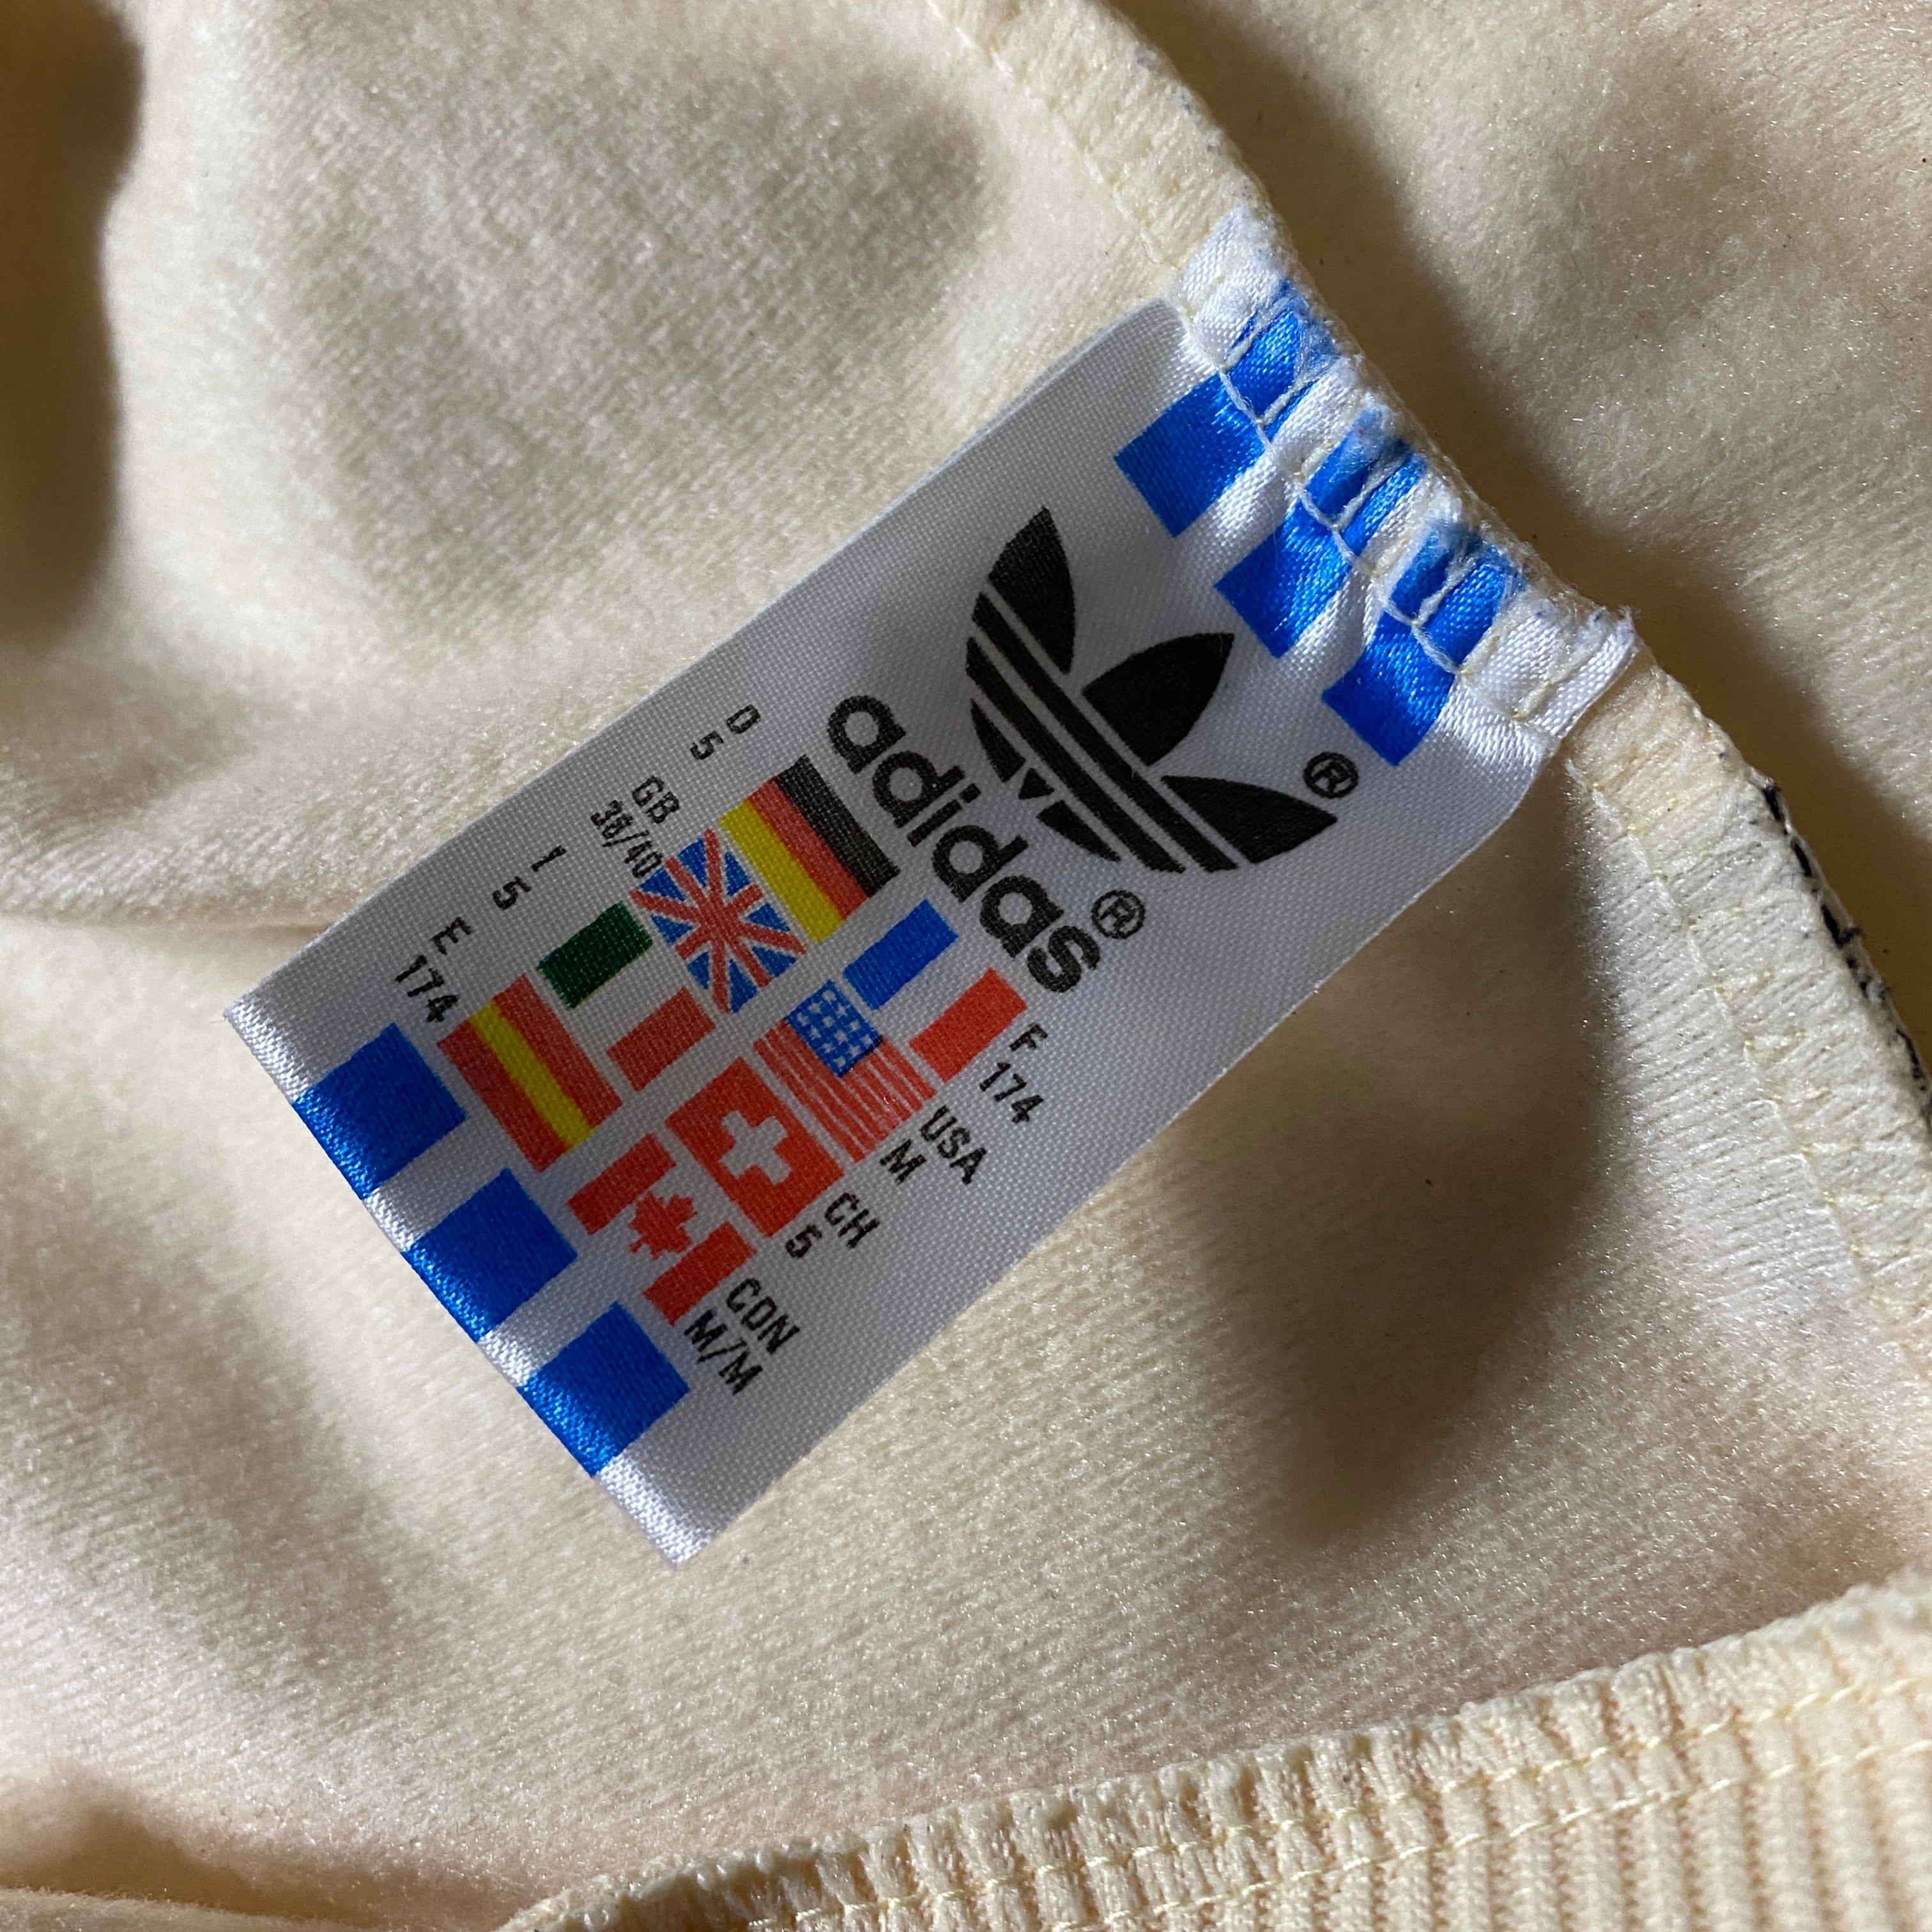 ®
adidas®
D
5
F
174
GB
38/40
USA
M
I
5
CH
5
E
174
CDN
M/M